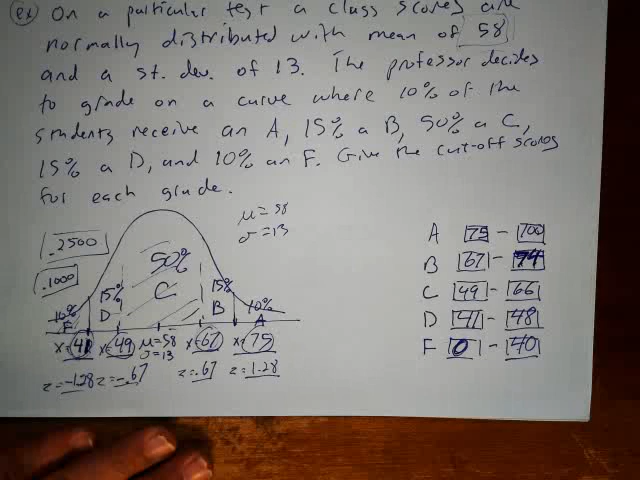 (ex) On a particular test a class scores are
normally distributed with mean of 58
and a st. dev. of 13. The professor decides
to grade on a curve where 10% of the
students receive an A, 15% a B, 50% a C,
15% a D, and 10% an F. Give the cut-off scores
for each grade.
μ=58
σ=13
.2500
.1000
50%
C
15%
D
15%
B
10%
F
10%
A
x=41 x=49 μ=58 x=67 x=75
σ=13
z=-1.28 z=-.67 z=.67 z=1.28
A 75 - 100
B 67 - 74
C 49 - 66
D 41 - 48
F 0 - 40